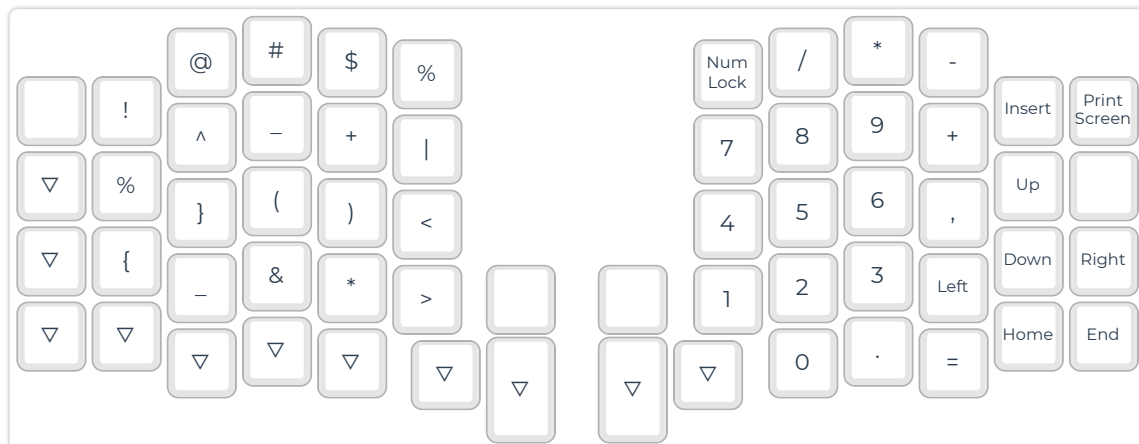 @ # $ % Num Lock / * -
! Insert Print Screen
^ _ + | 7 8 9 +
▽ % Up
} ( ) < 4 5 6 ,
▽ { Down Right
_ & * > 1 2 3 Left
▽ ▽ Home End
▽ ▽ ▽ 0 . =
▽ ▽ ▽ ▽